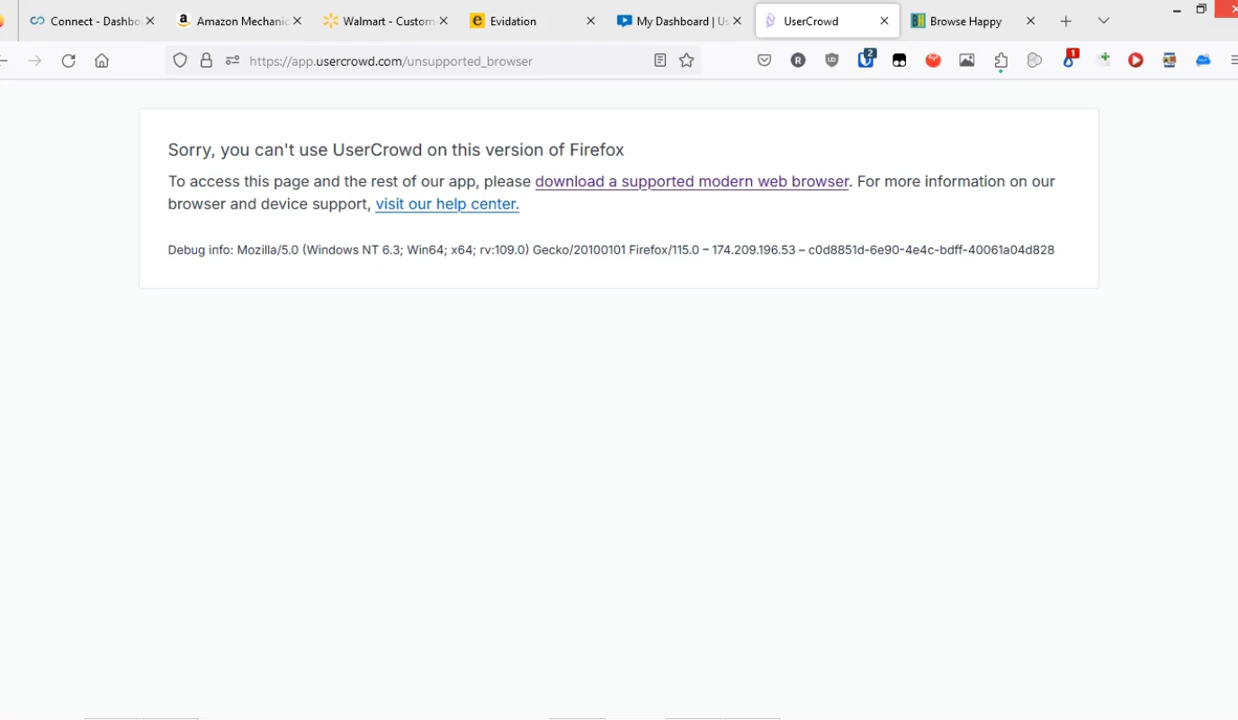 Connect - Dashbo
Amazon Mechanic
Walmart - Custom
Evidation
My Dashboard | Us
UserCrowd
Browse Happy
https://app.usercrowd.com/unsupported_browser
R
2
1
Sorry, you can't use UserCrowd on this version of Firefox
To access this page and the rest of our app, please download a supported modern web browser. For more information on our
browser and device support, visit our help center.
Debug info: Mozilla/5.0 (Windows NT 6.3; Win64; x64; rv:109.0) Gecko/20100101 Firefox/115.0 – 174.209.196.53 – c0d8851d-6e90-4e4c-bdff-40061a04d828